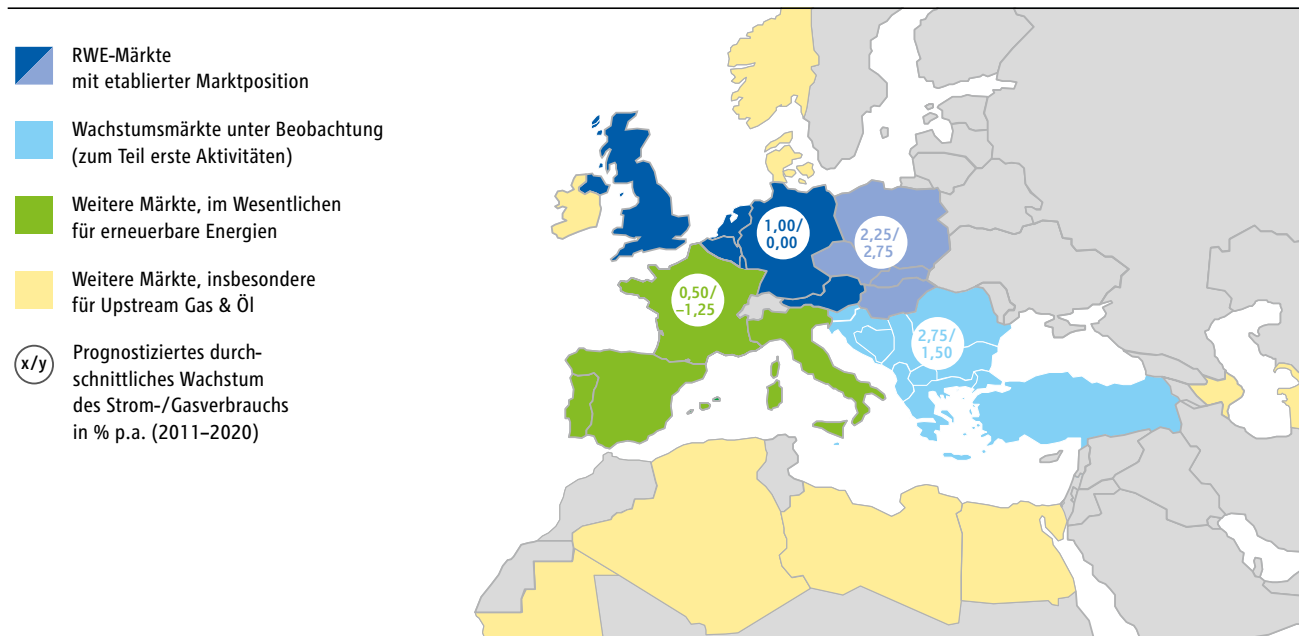 RWE-Märkte
mit etablierter Marktposition
Wachstumsmärkte unter Beobachtung
(zum Teil erste Aktivitäten)
Weitere Märkte, im Wesentlichen
für erneuerbare Energien
Weitere Märkte, insbesondere
für Upstream Gas & Öl
x/y
Prognostiziertes durch-
schnittliches Wachstum
des Strom-/Gasverbrauchs
in % p.a. (2011–2020)
1,00/
0,00
2,25/
2,75
0,50/
–1,25
2,75/
1,50